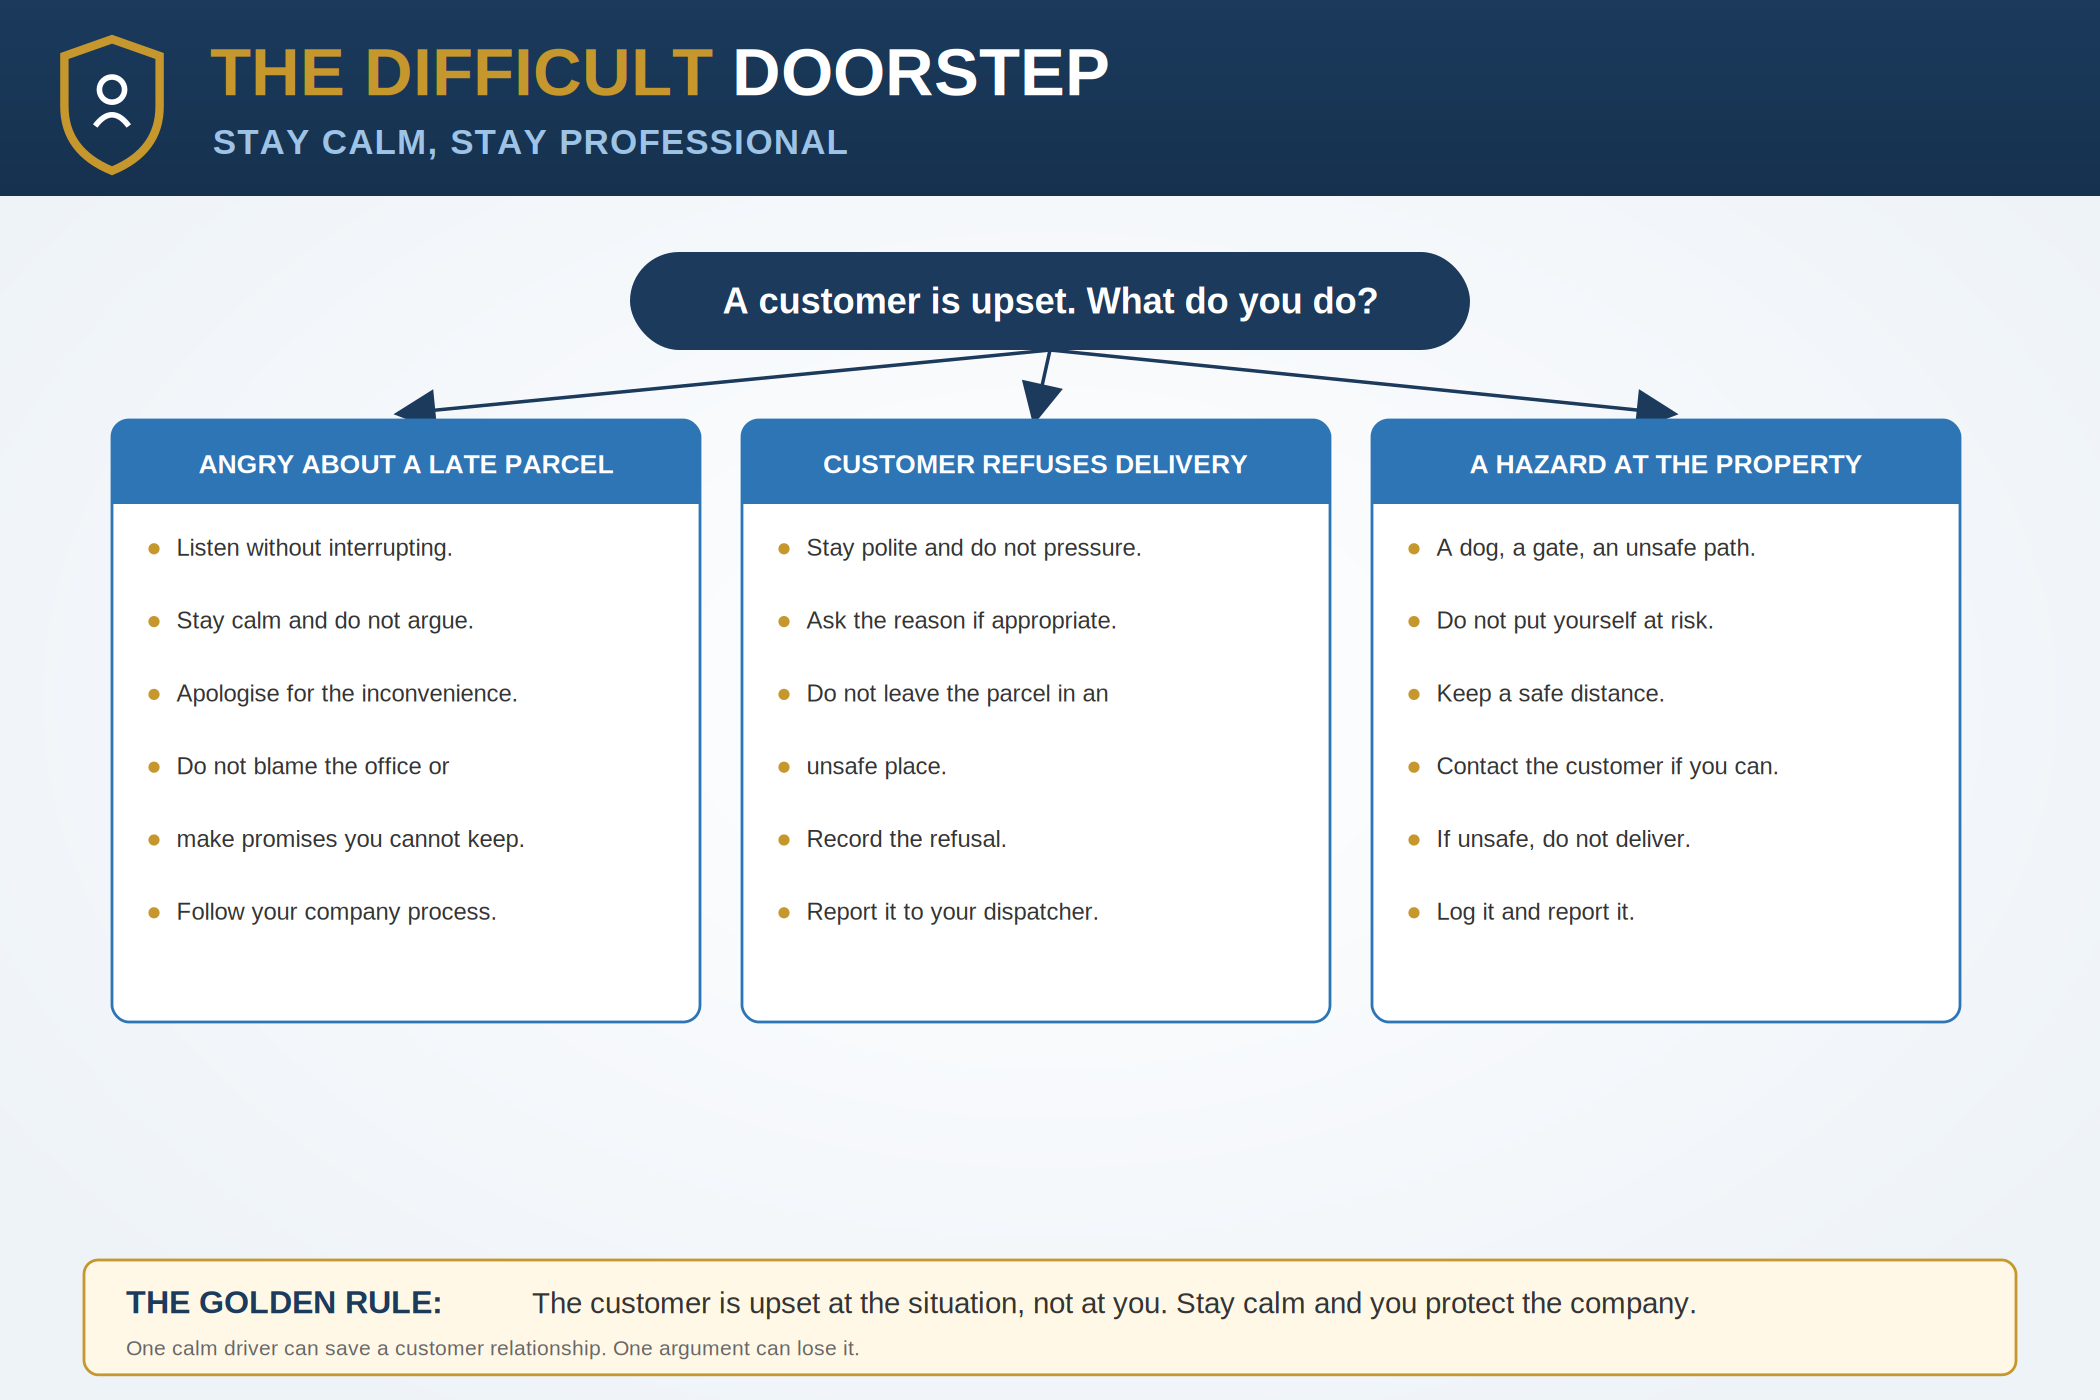 THE DIFFICULT DOORSTEP
STAY CALM, STAY PROFESSIONAL
A customer is upset. What do you do?
ANGRY ABOUT A LATE PARCEL
Listen without interrupting.
Stay calm and do not argue.
Apologise for the inconvenience.
Do not blame the office or
make promises you cannot keep.
Follow your company process.
CUSTOMER REFUSES DELIVERY
Stay polite and do not pressure.
Ask the reason if appropriate.
Do not leave the parcel in an
unsafe place.
Record the refusal.
Report it to your dispatcher.
A HAZARD AT THE PROPERTY
A dog, a gate, an unsafe path.
Do not put yourself at risk.
Keep a safe distance.
Contact the customer if you can.
If unsafe, do not deliver.
Log it and report it.
THE GOLDEN RULE: The customer is upset at the situation, not at you. Stay calm and you protect the company.
One calm driver can save a customer relationship. One argument can lose it.